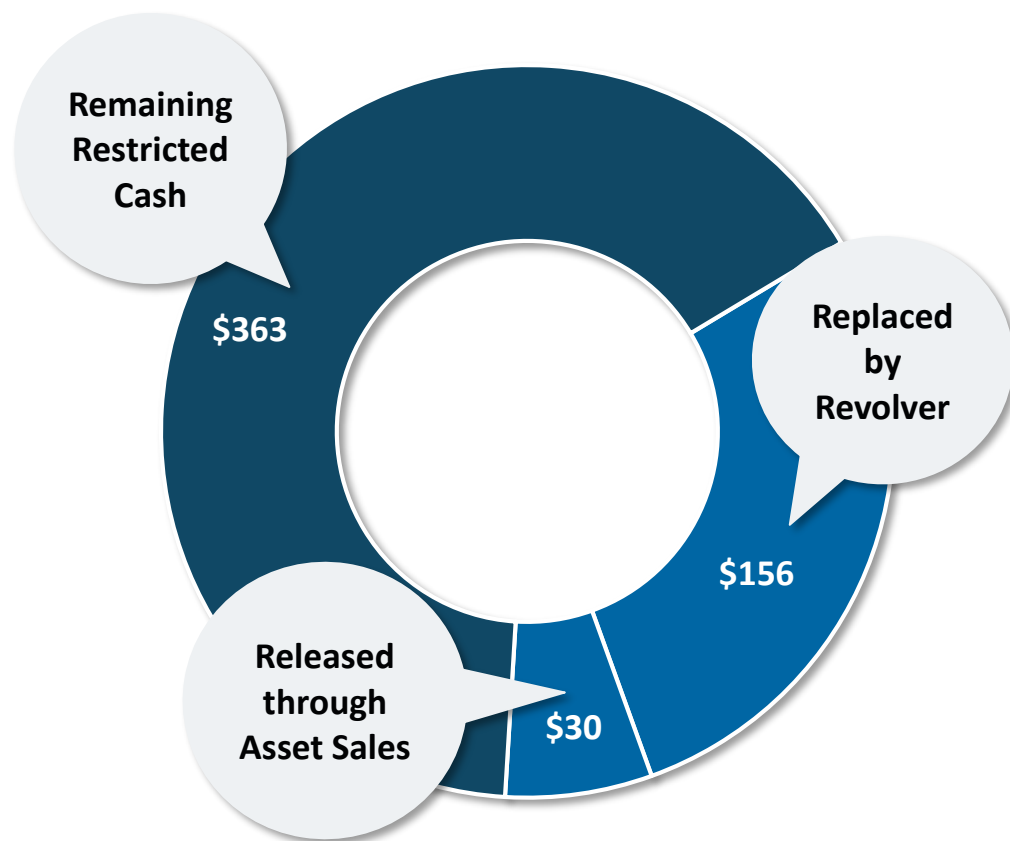 Remaining
Restricted
Cash
$363
Replaced
by
Revolver
$156
Released
through
Asset Sales
$30